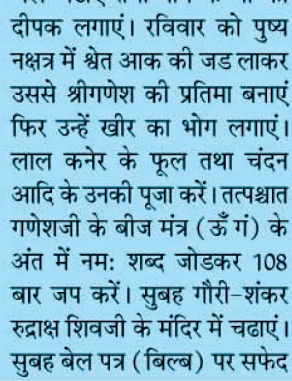 दीपक लगाएं। रविवार को पुष्य
नक्षत्र में श्वेत आक की जड लाकर
उससे श्रीगणेश की प्रतिमा बनाएं
फिर उन्हें खीर का भोग लगाएं।
लाल कनेर के फूल तथा चंदन
आदि के उनकी पूजा करें। तत्पश्चात
गणेशजी के बीज मंत्र (ऊँ गं) के
अंत में नम: शब्द जोडकर 108
बार जप करें। सुबह गौरी-शंकर
रुद्राक्ष शिवजी के मंदिर में चढाएं।
सुबह बेल पत्र (बिल्ब) पर सफेद